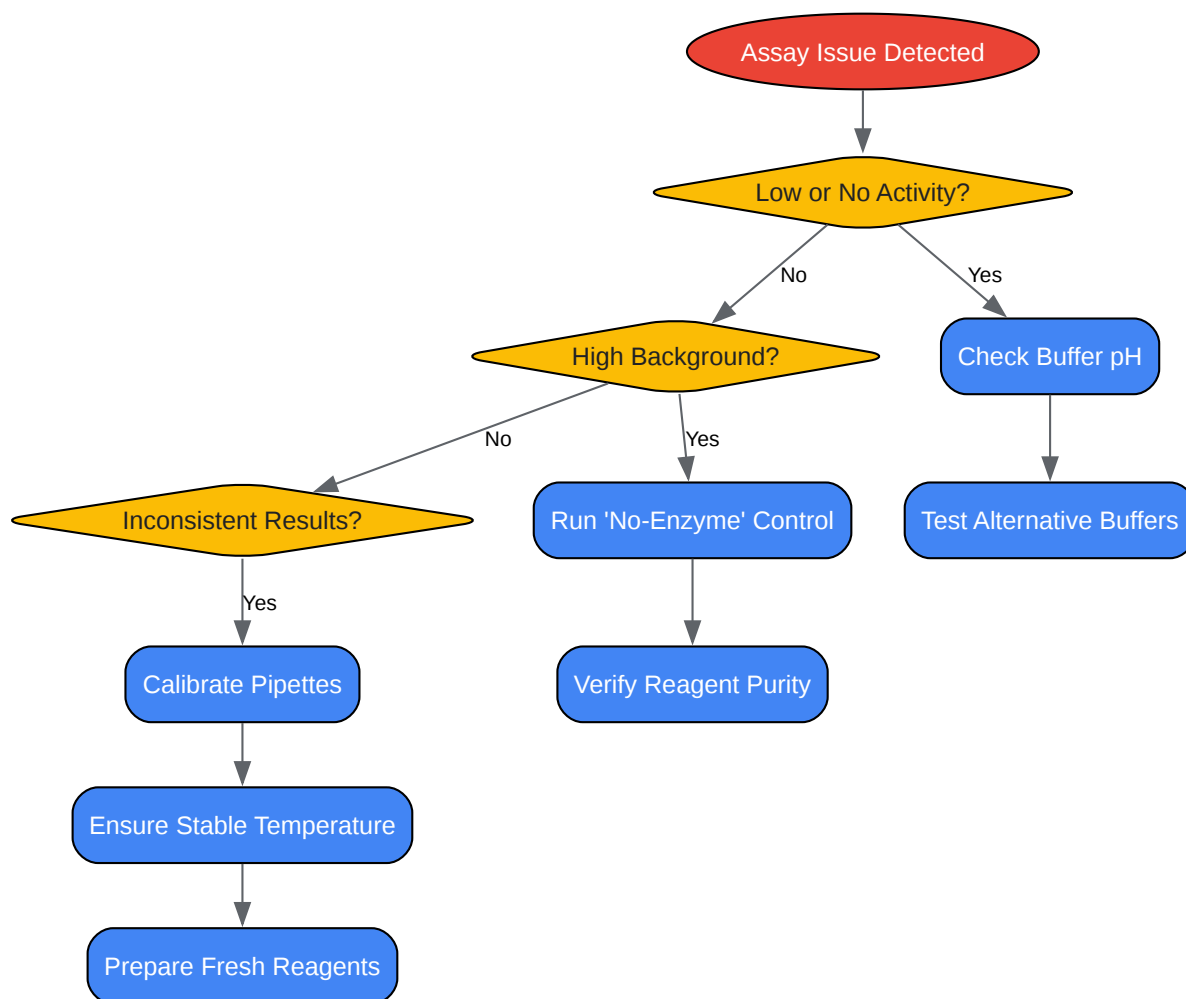 Assay Issue Detected
Low or No Activity?
No
Yes
High Background?
Check Buffer pH
No
Yes
Inconsistent Results?
Run 'No-Enzyme' Control
Test Alternative Buffers
Yes
Calibrate Pipettes
Verify Reagent Purity
Ensure Stable Temperature
Prepare Fresh Reagents